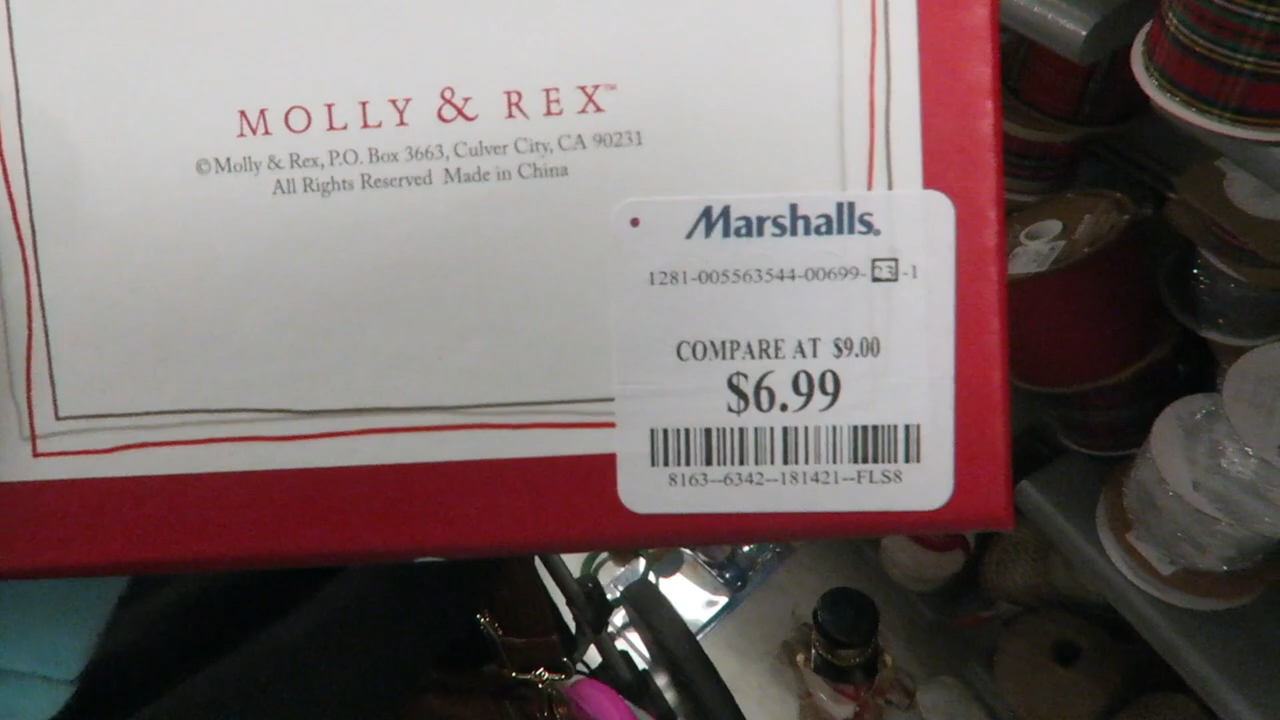 MOLLY & REX™
©Molly & Rex, P.O. Box 3663, Culver City, CA 90231
All Rights Reserved Made in China
Marshalls®
1281-005563544-00699-23-1
COMPARE AT $9.00
$6.99
8163--6342--181421--FLS8